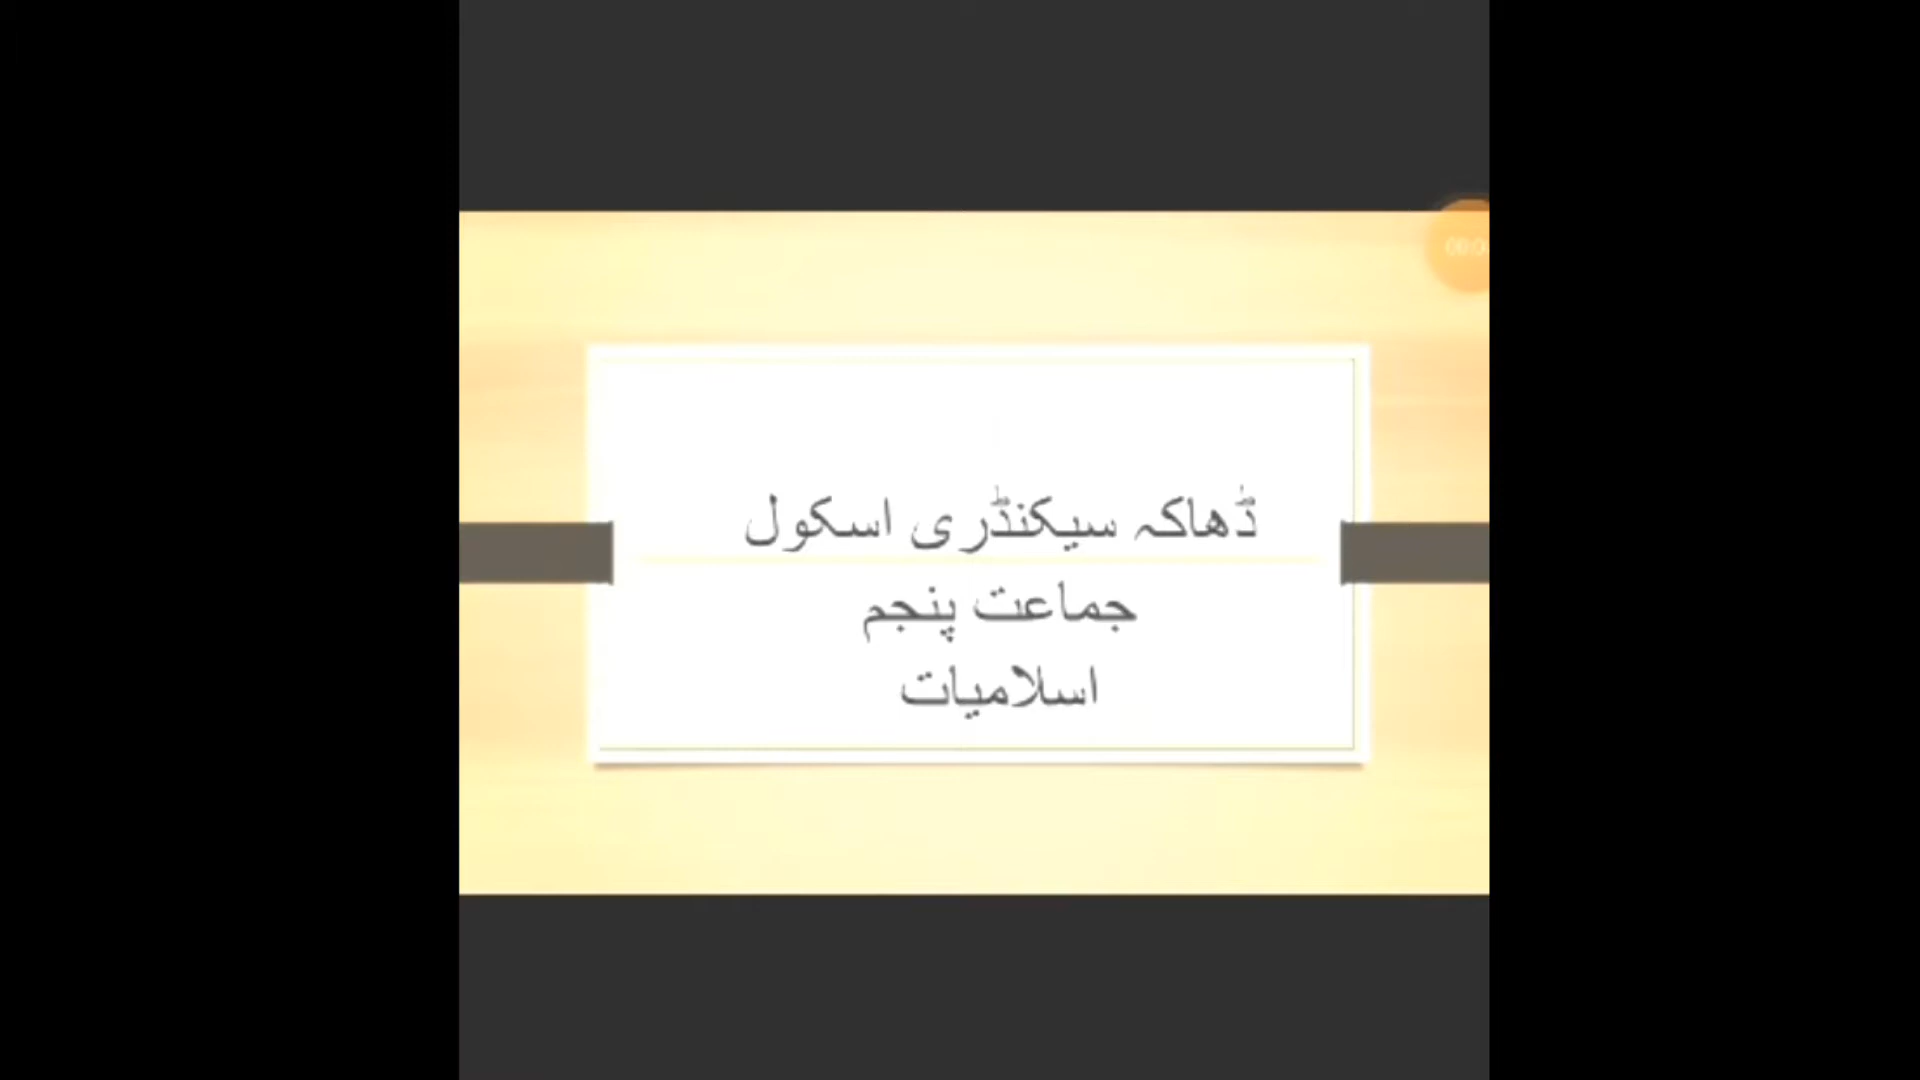 ڈھاکہ سیکنڈری اسکول
جماعت پنجم
اسلامیات